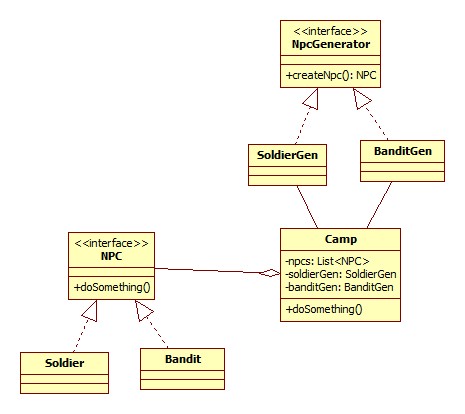 <<interface>>
NpcGenerator
+createNpc(): NPC
SoldierGen
BanditGen
Camp
-npcs: List<NPC>
-soldierGen: SoldierGen
-banditGen: BanditGen
+doSomething()
<<interface>>
NPC
+doSomething()
Soldier
Bandit